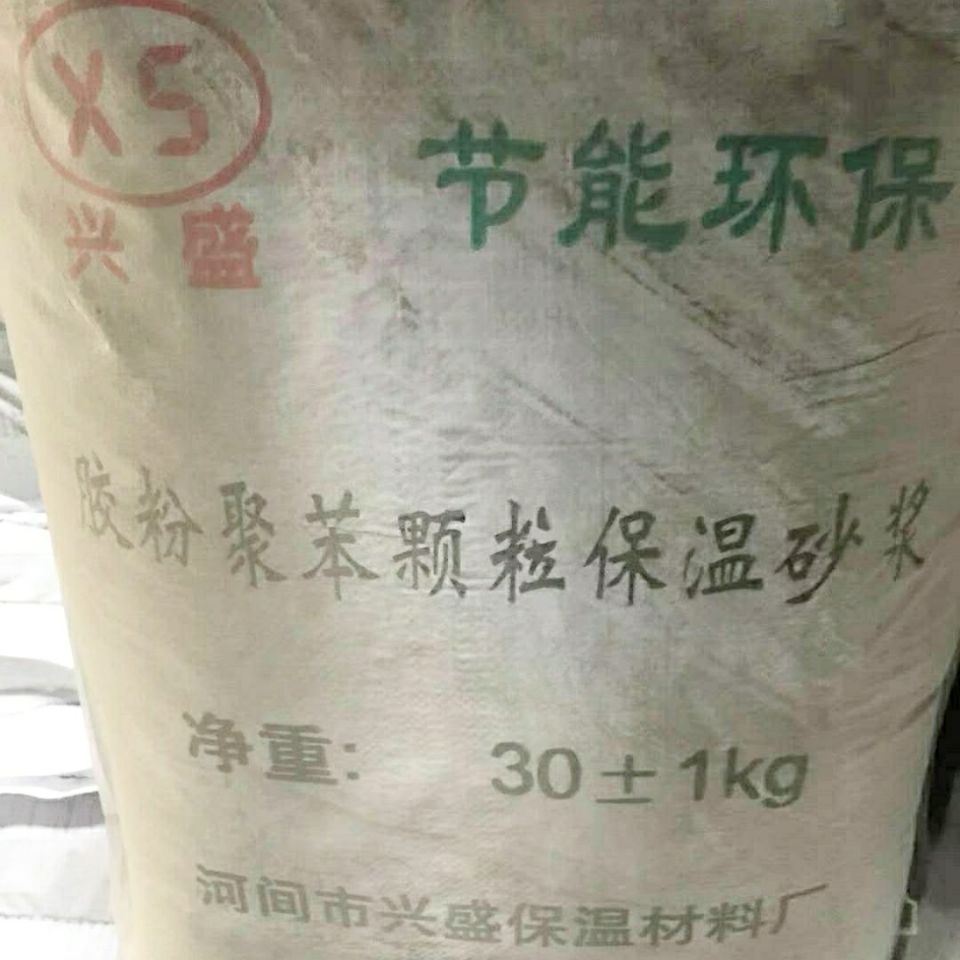 XS
兴盛
节能环保
胶粉聚苯颗粒保温砂浆
净重: 30±1kg
河间市兴盛保温材料厂